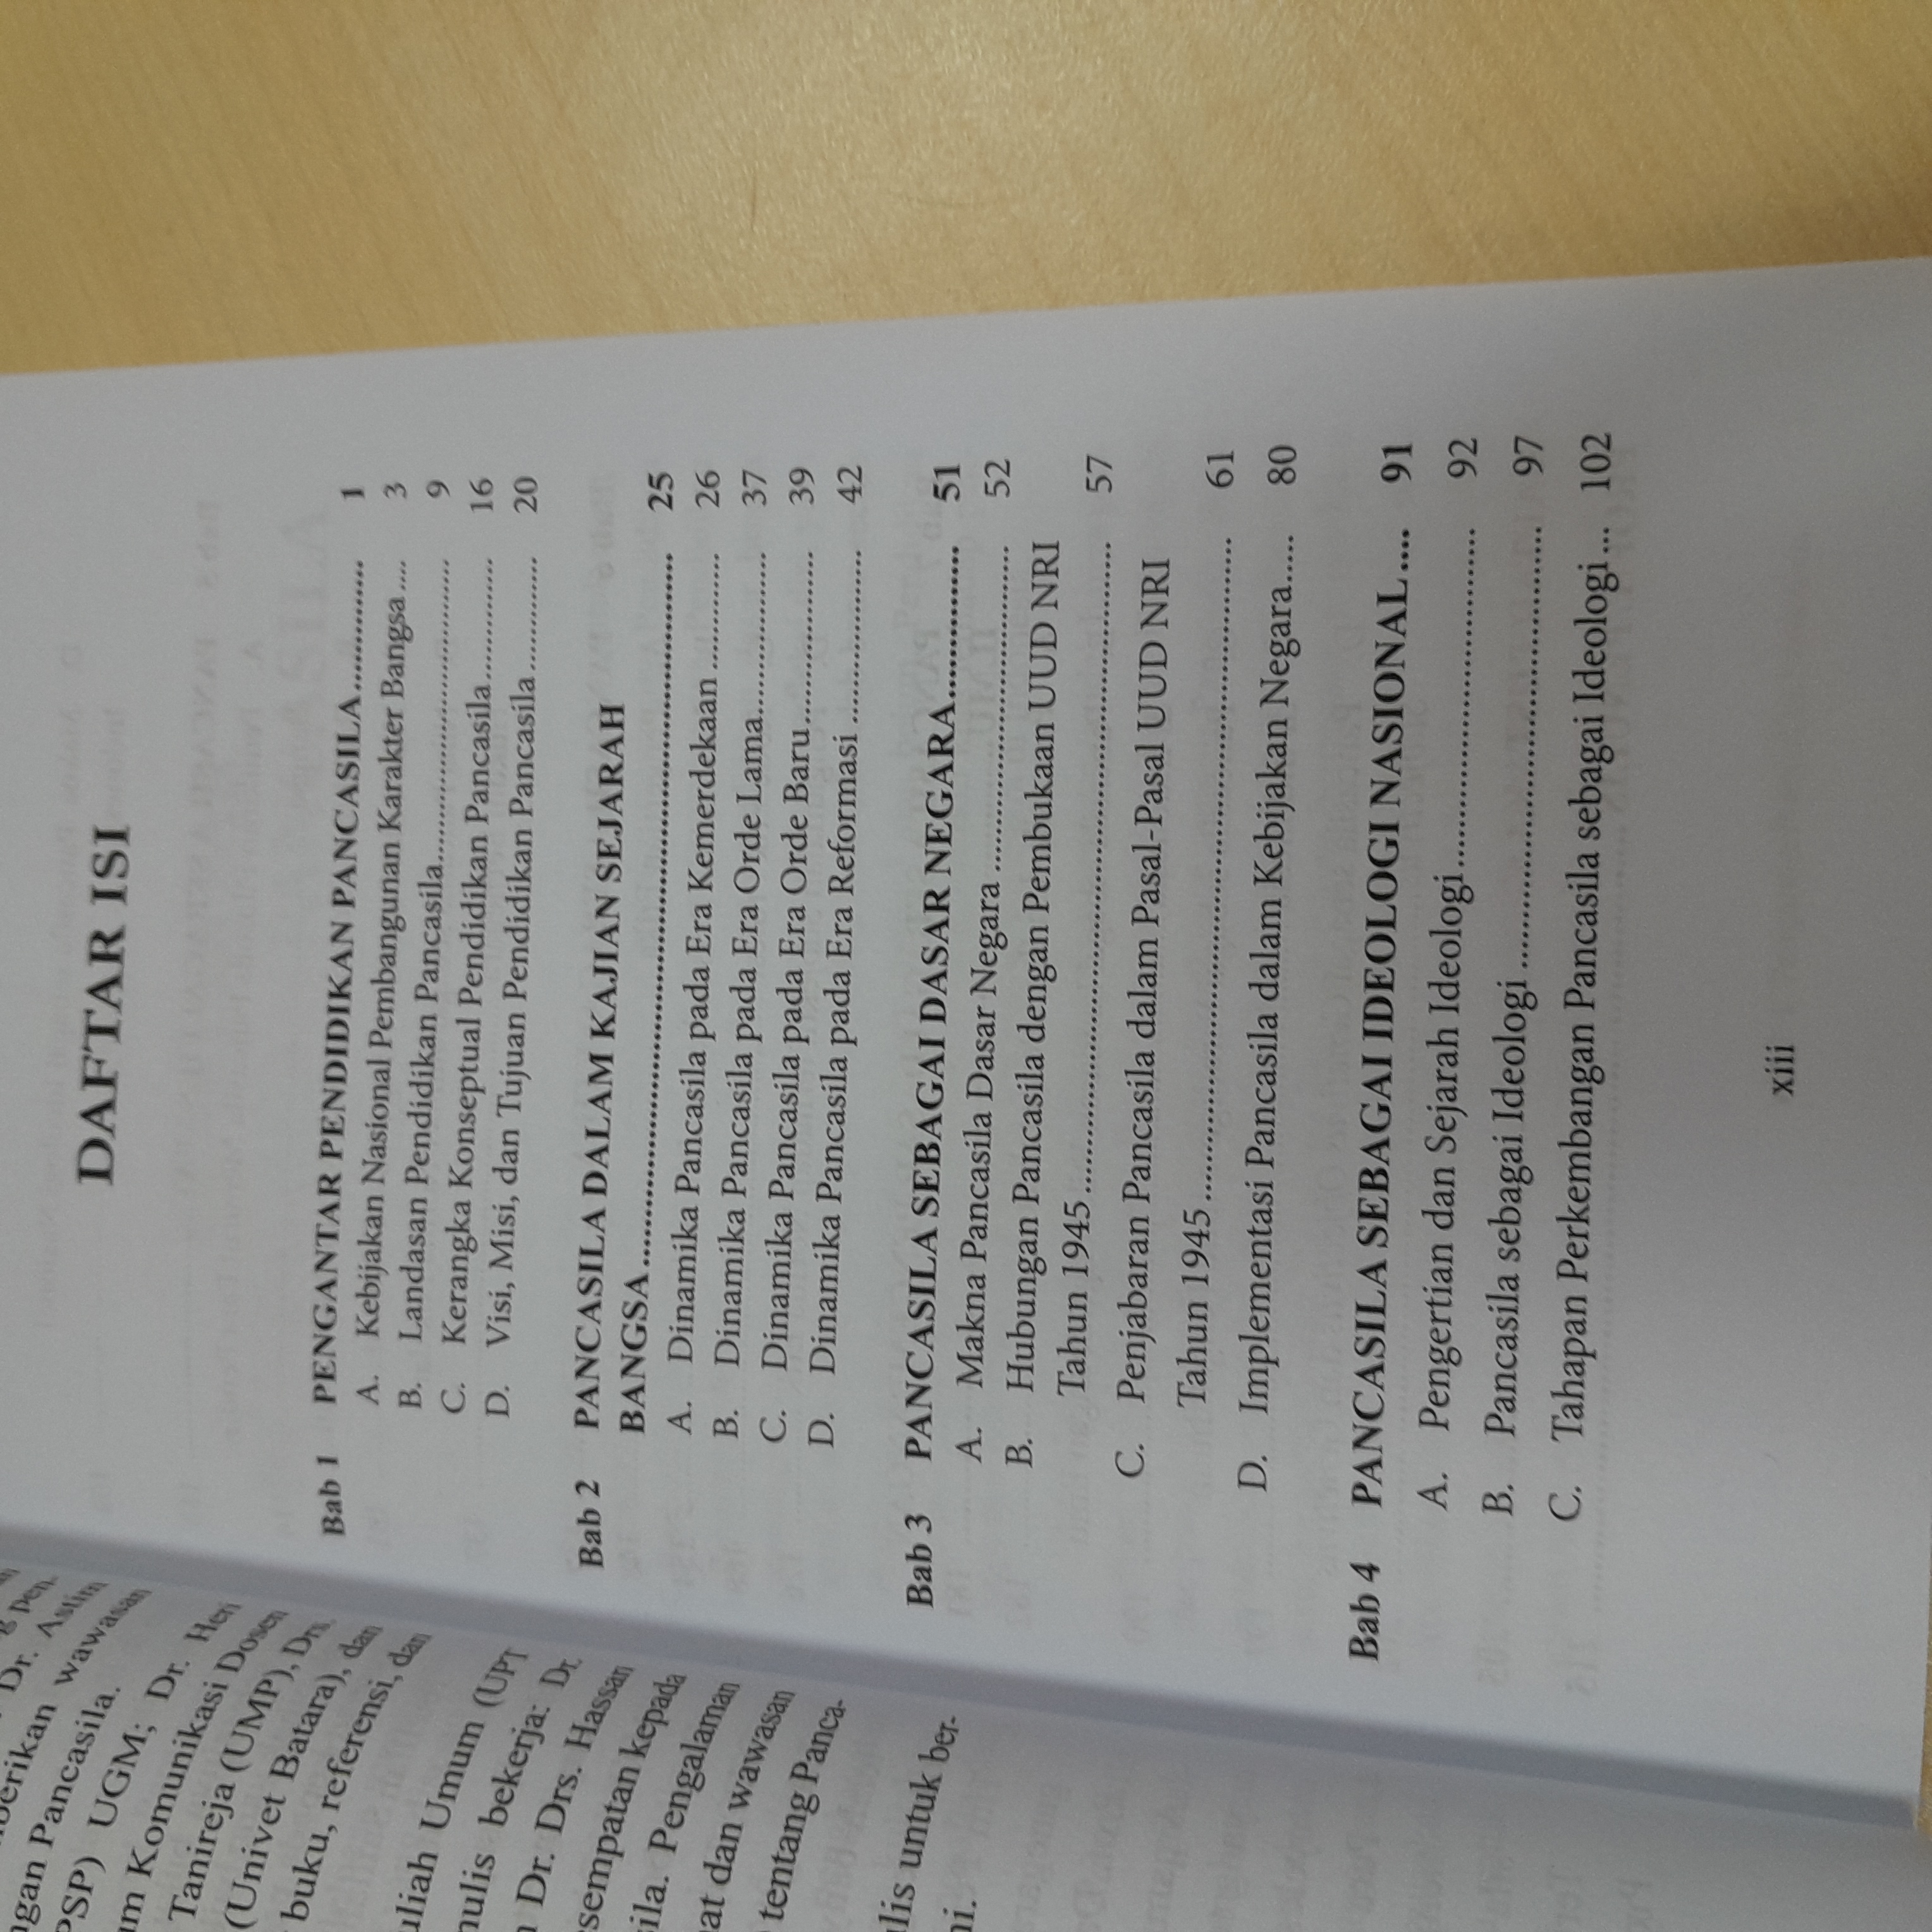 pen-
Dr. Astim
berikan wawasan
ngan Pancasila.
PSP) UGM; Dr. Heri
um Komunikasi Dosen
Tanireja (UMP), Drs.
(Univet Batara), dan
buku, referensi, dan
uliah Umum (UPT
nulis bekerja: Dr.
Dr. Drs. Hassan
esempatan kepada
sila. Pengalaman
at dan wawasan
tentang Panca-
ulis untuk ber-
ni.
DAFTAR ISI
Bab 1 PENGANTAR PENDIDIKAN PANCASILA............... 1
A. Kebijakan Nasional Pembangunan Karakter Bangsa .... 3
B. Landasan Pendidikan Pancasila.................................... 9
C. Kerangka Konseptual Pendidikan Pancasila.............. 16
D. Visi, Misi, dan Tujuan Pendidikan Pancasila ............. 20
Bab 2 PANCASILA DALAM KAJIAN SEJARAH
BANGSA ........................................................................... 25
A. Dinamika Pancasila pada Era Kemerdekaan ............. 26
B. Dinamika Pancasila pada Era Orde Lama.................. 37
C. Dinamika Pancasila pada Era Orde Baru................... 39
D. Dinamika Pancasila pada Era Reformasi ................... 42
Bab 3 PANCASILA SEBAGAI DASAR NEGARA................ 51
A. Makna Pancasila Dasar Negara .................................. 52
B. Hubungan Pancasila dengan Pembukaan UUD NRI
Tahun 1945 .................................................................... 57
C. Penjabaran Pancasila dalam Pasal-Pasal UUD NRI
Tahun 1945 .................................................................... 61
D. Implementasi Pancasila dalam Kebijakan Negara..... 80
Bab 4 PANCASILA SEBAGAI IDEOLOGI NASIONAL .... 91
A. Pengertian dan Sejarah Ideologi.................................. 92
B. Pancasila sebagai Ideologi ............................................ 97
C. Tahapan Perkembangan Pancasila sebagai Ideologi ... 102
xiii